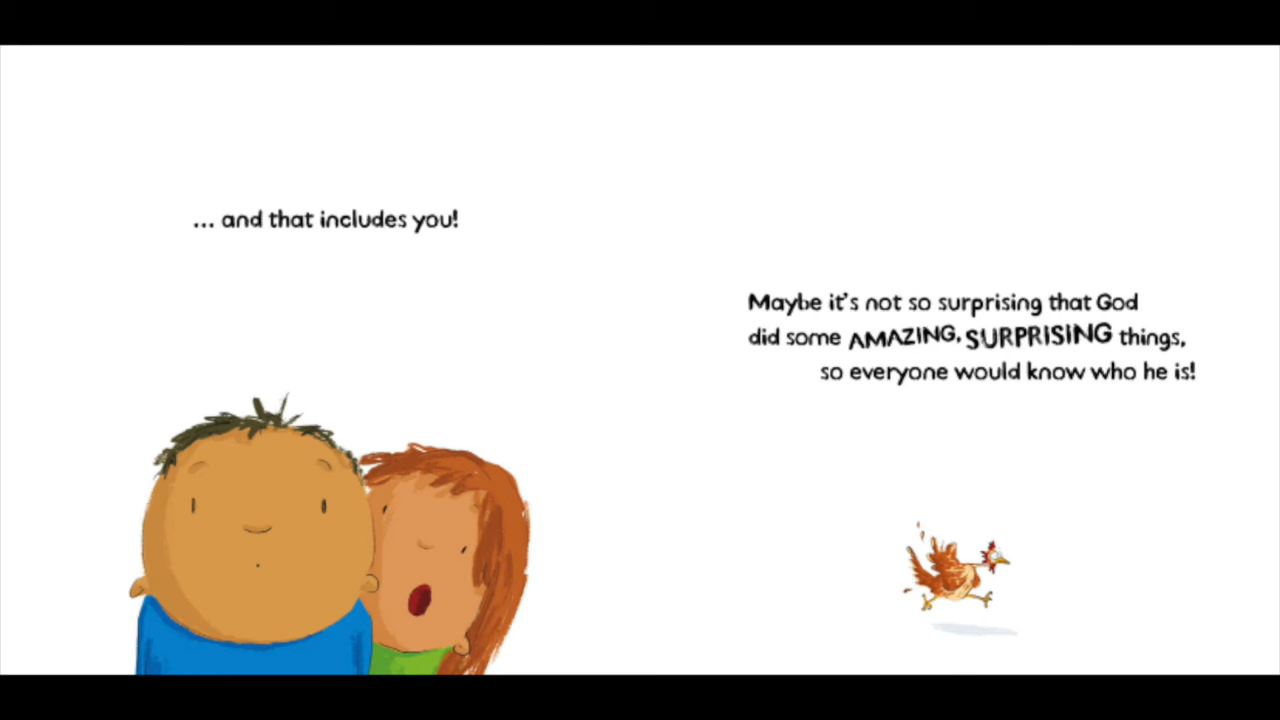 ... and that includes you!
Maybe it's not so surprising that God
did some AMAZING, SURPRISING things,
so everyone would know who he is!